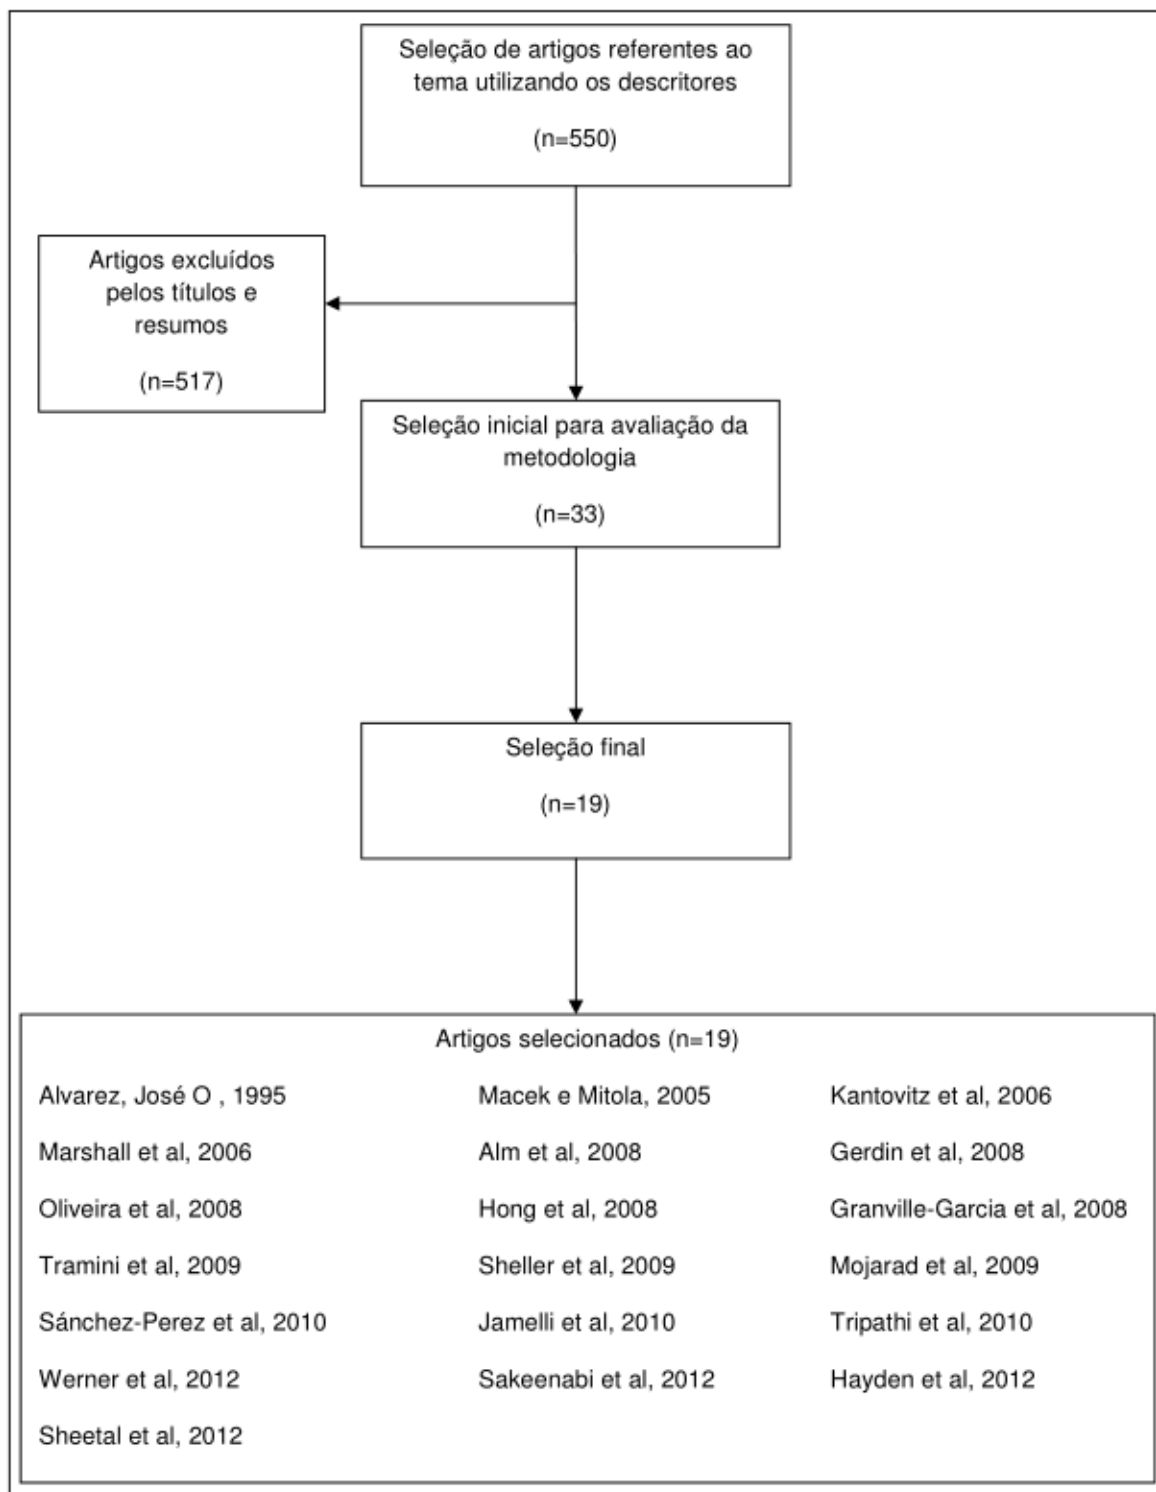 Seleção de artigos referentes ao
tema utilizando os descritores
(n=550)
Artigos excluídos
pelos títulos e
resumos
(n=517)
Seleção inicial para avaliação da
metodologia
(n=33)
Seleção final
(n=19)
Artigos selecionados (n=19)
Alvarez, José O , 1995 Macek e Mitola, 2005 Kantovitz et al, 2006
Marshall et al, 2006 Alm et al, 2008 Gerdin et al, 2008
Oliveira et al, 2008 Hong et al, 2008 Granville-Garcia et al, 2008
Tramini et al, 2009 Sheller et al, 2009 Mojarad et al, 2009
Sánchez-Perez et al, 2010 Jamelli et al, 2010 Tripathi et al, 2010
Werner et al, 2012 Sakeenabi et al, 2012 Hayden et al, 2012
Sheetal et al, 2012